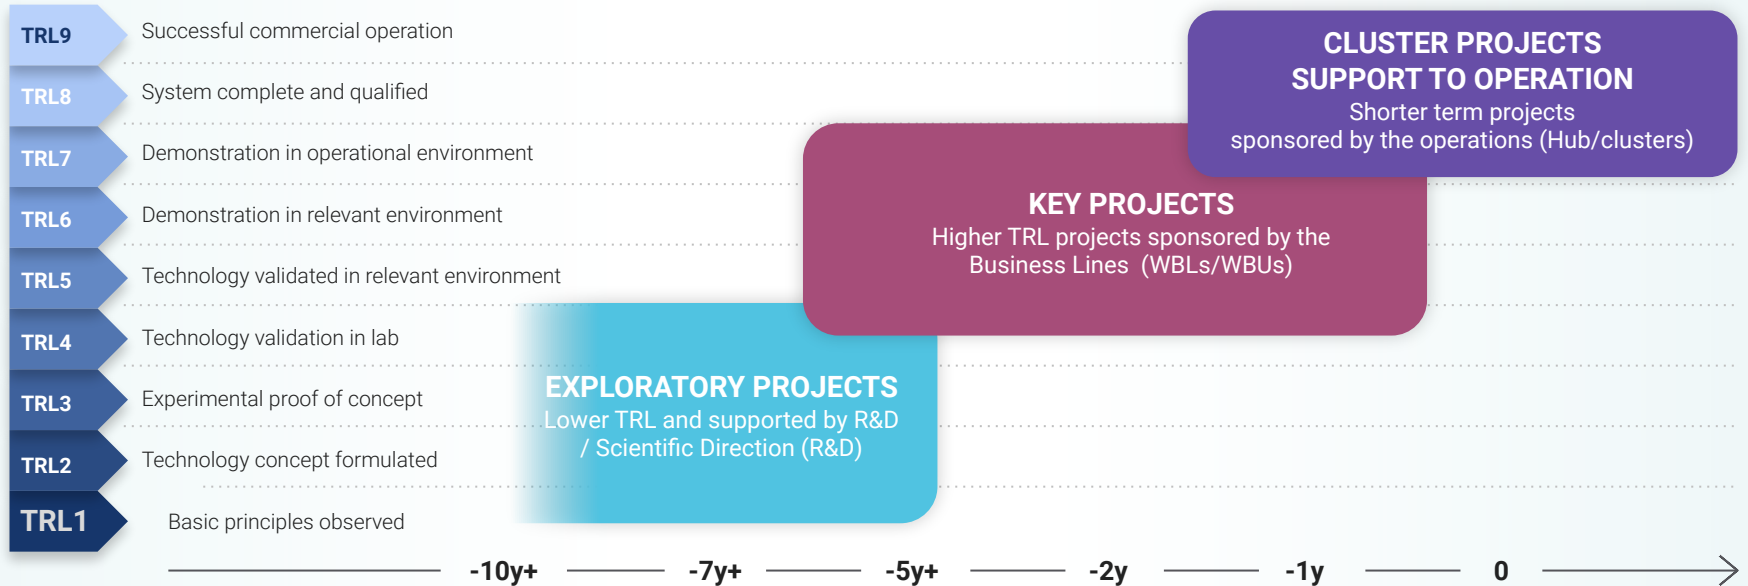 TRL9
Successful commercial operation
TRL8
System complete and qualified
TRL7
Demonstration in operational environment
TRL6
Demonstration in relevant environment
TRL5
Technology validated in relevant environment
TRL4
Technology validation in lab
TRL3
Experimental proof of concept
TRL2
Technology concept formulated
TRL1
Basic principles observed
CLUSTER PROJECTS
SUPPORT TO OPERATION
Shorter term projects
sponsored by the operations (Hub/clusters)
KEY PROJECTS
Higher TRL projects sponsored by the
Business Lines (WBLs/WBUs)
EXPLORATORY PROJECTS
Lower TRL and supported by R&D
/ Scientific Direction (R&D)
-10y+ -7y+ -5y+ -2y -1y 0